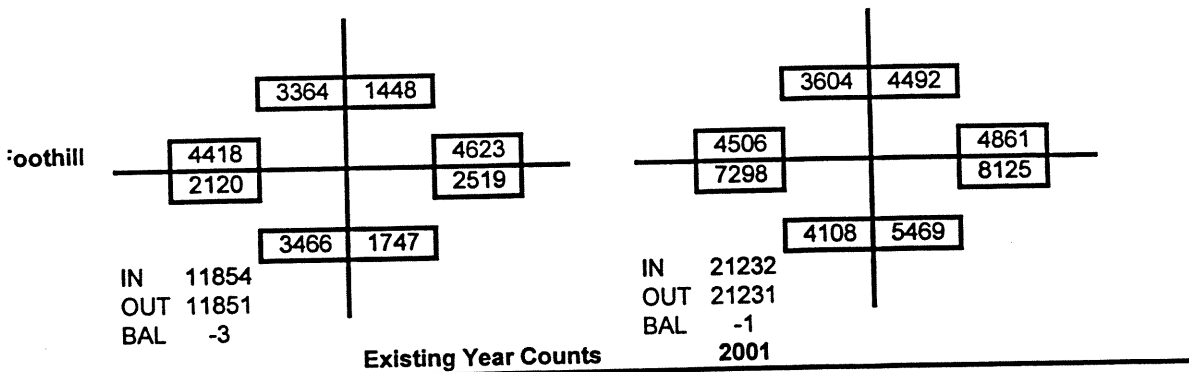 3364 1448 3604 4492
:oothill 4418 4623 4506 4861
2120 2519 7298 8125
3466 1747 4108 5469
IN 11854 IN 21232
OUT 11851 OUT 21231
BAL -3 BAL -1
Existing Year Counts 2001